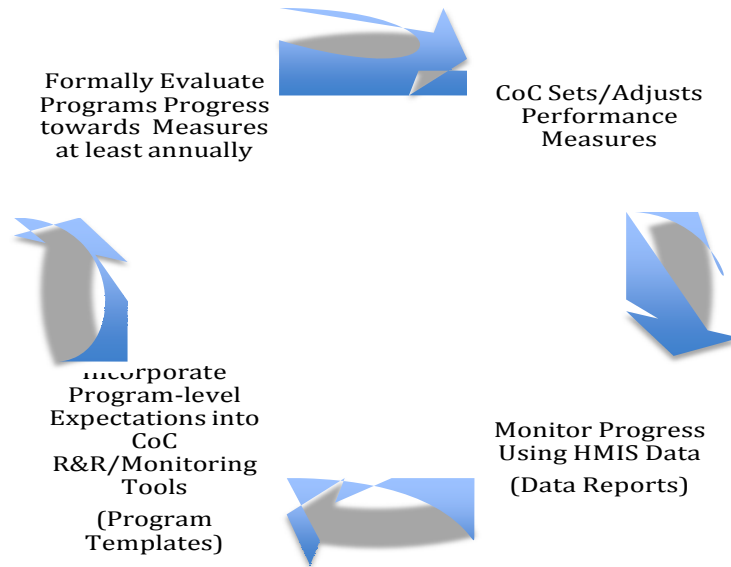 Formally Evaluate
Programs Progress
towards Measures
at least annually
CoC Sets/Adjusts
Performance
Measures
Monitor Progress
Using HMIS Data
(Data Reports)
Incorporate
Program-level
Expectations into
CoC
R&R/Monitoring
Tools
(Program
Templates)